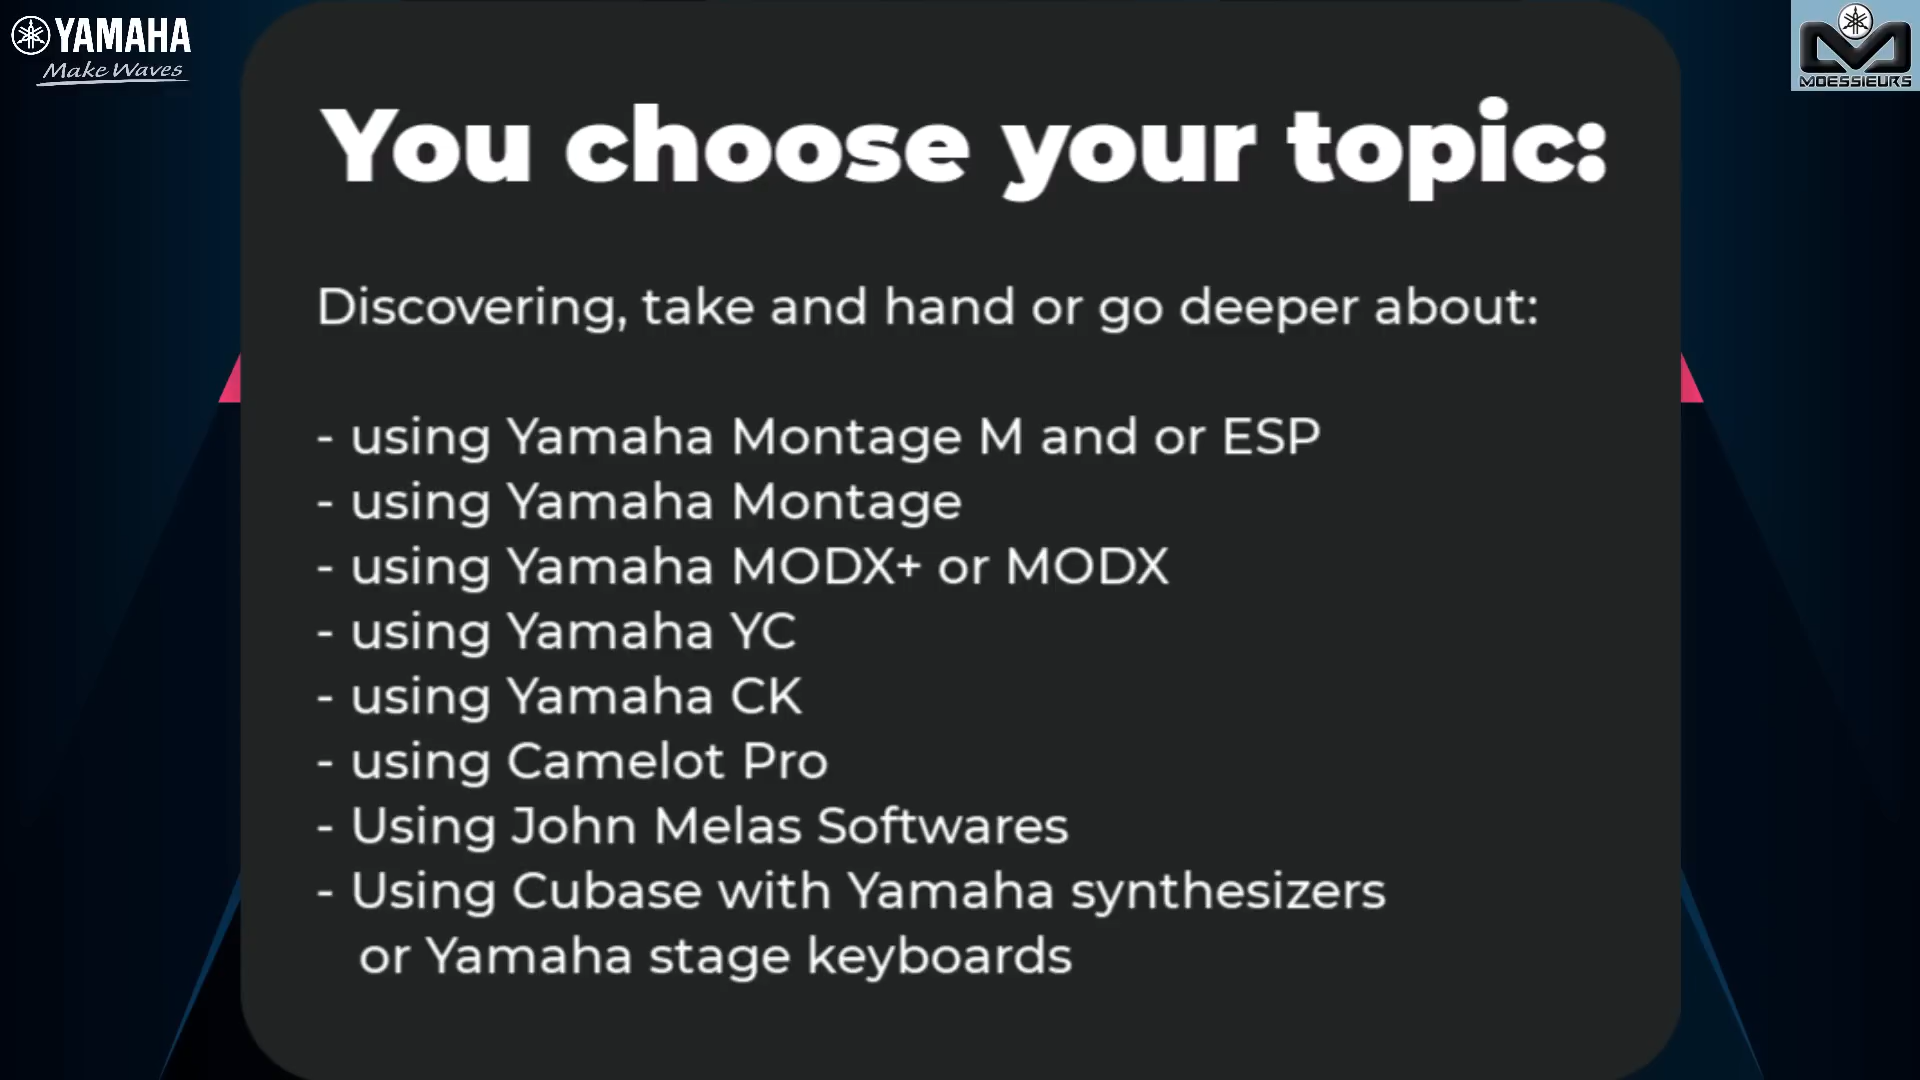 YAMAHA
Make Waves
MOESSIEURS
You choose your topic:
Discovering, take and hand or go deeper about:
- using Yamaha Montage M and or ESP
- using Yamaha Montage
- using Yamaha MODX+ or MODX
- using Yamaha YC
- using Yamaha CK
- using Camelot Pro
- Using John Melas Softwares
- Using Cubase with Yamaha synthesizers
or Yamaha stage keyboards